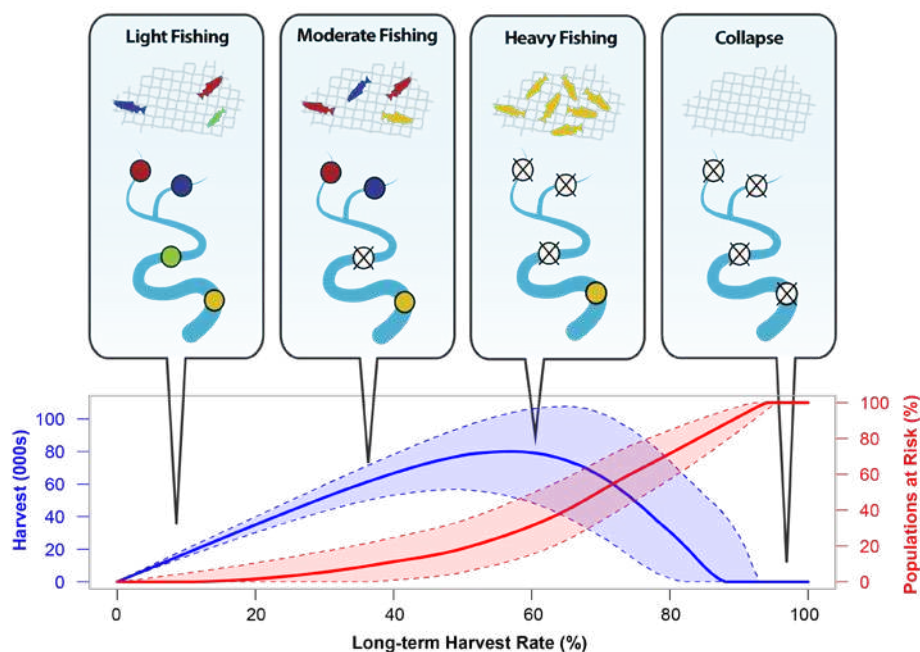 Light Fishing
Moderate Fishing
Heavy Fishing
Collapse
Harvest (000s)
100
80
60
40
20
0
100
80
60
40
20
0
Populations at Risk (%)
0
20
40
60
80
100
Long-term Harvest Rate (%)